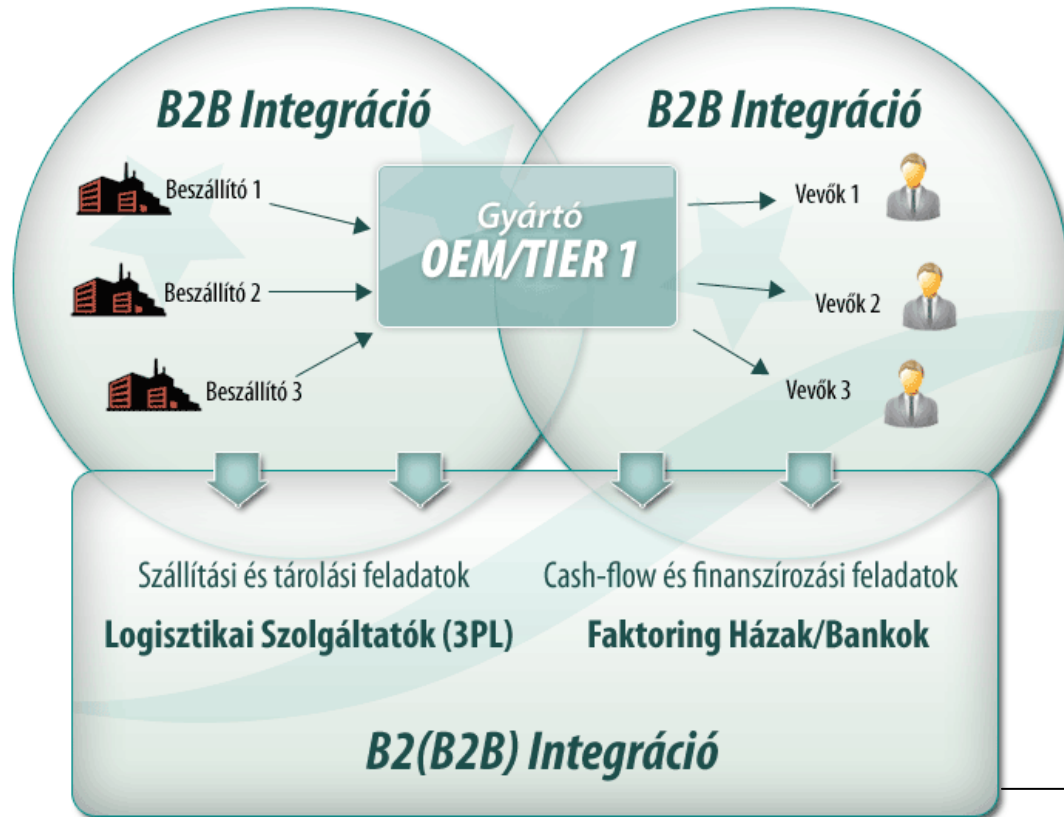 B2B Integráció
B2B Integráció
Beszállító 1
Beszállító 2
Beszállító 3
Gyártó
OEM/TIER 1
Vevők 1
Vevők 2
Vevők 3
Szállítási és tárolási feladatok
Logisztikai Szolgáltatók (3PL)
Cash-flow és finanszírozási feladatok
Faktoring Házak/Bankok
B2(B2B) Integráció